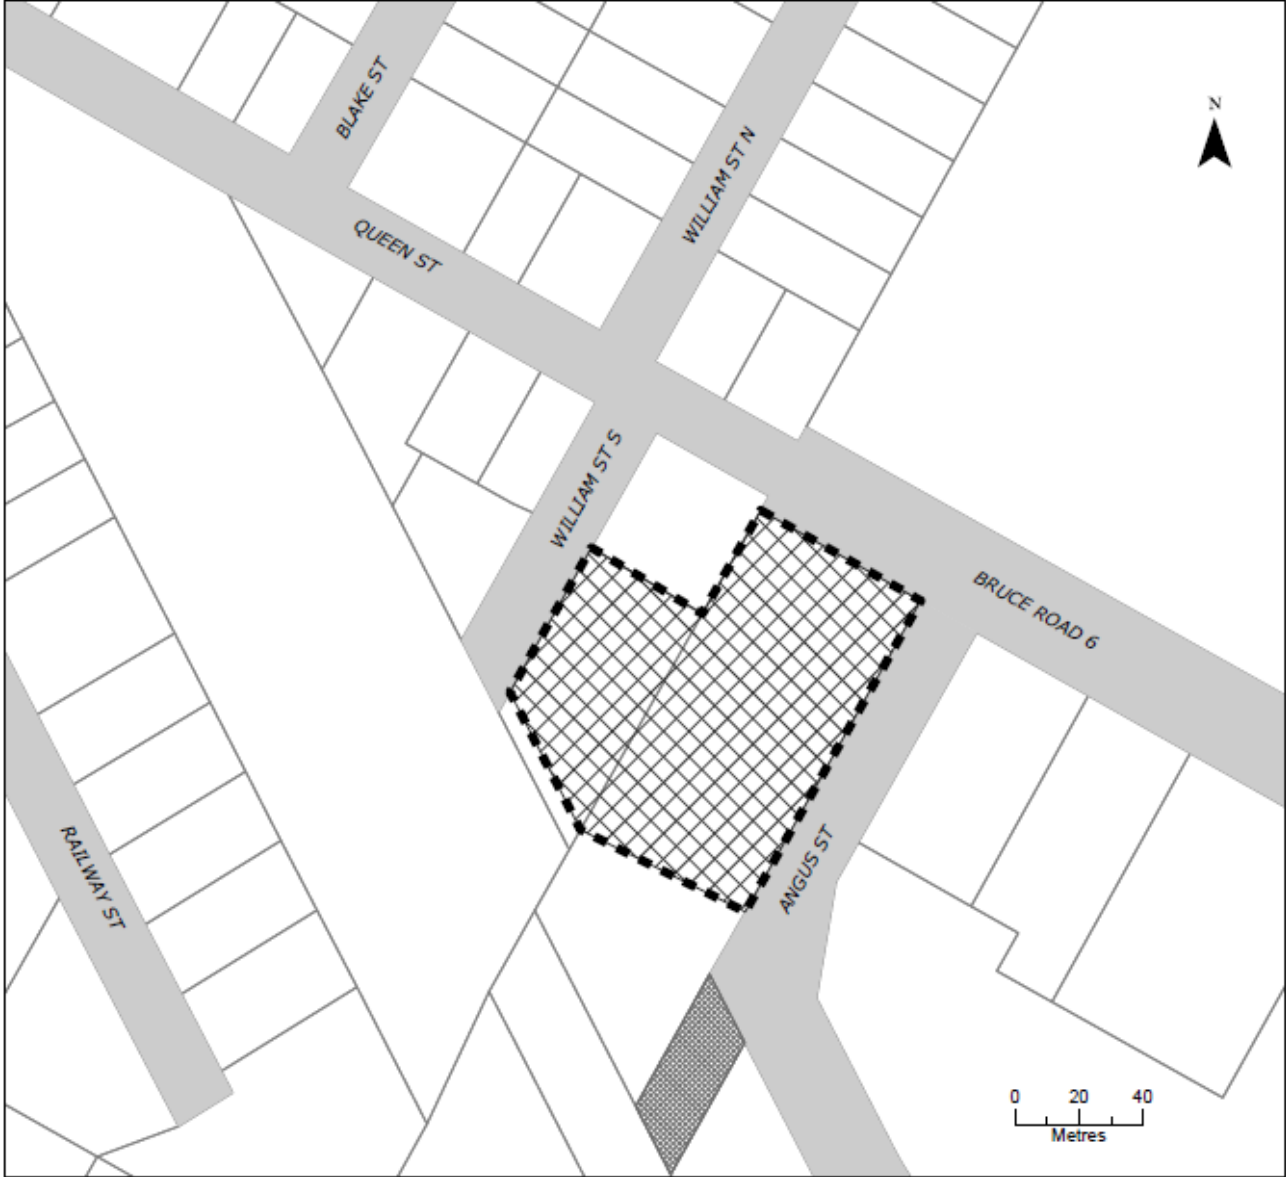 BLAKE ST
N
WILLIAM ST N
QUEEN ST
WILLIAM ST S
BRUCE ROAD 6
RAILWAY ST
ANGUS ST
0 20 40
Metres